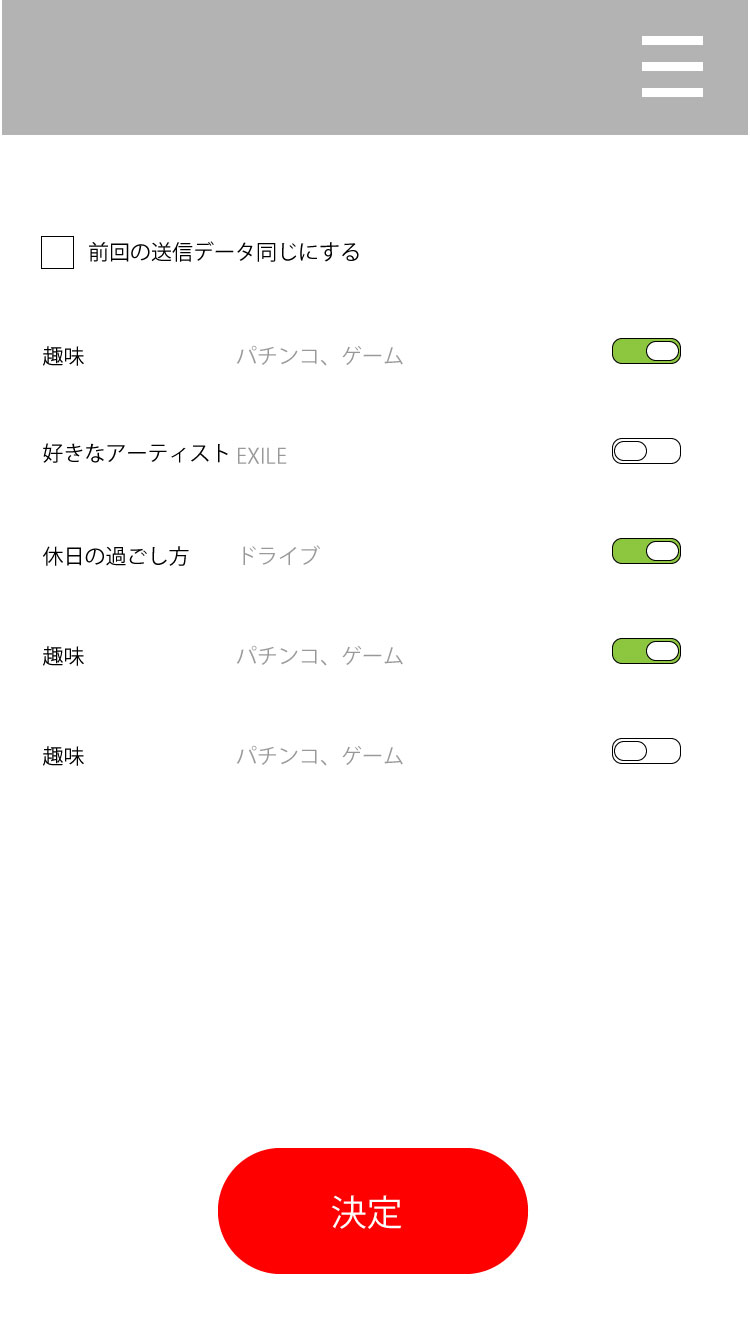 前回の送信データ同じにする
趣味 パチンコ、ゲーム
好きなアーティスト EXILE
休日の過ごし方 ドライブ
趣味 パチンコ、ゲーム
趣味 パチンコ、ゲーム
決定